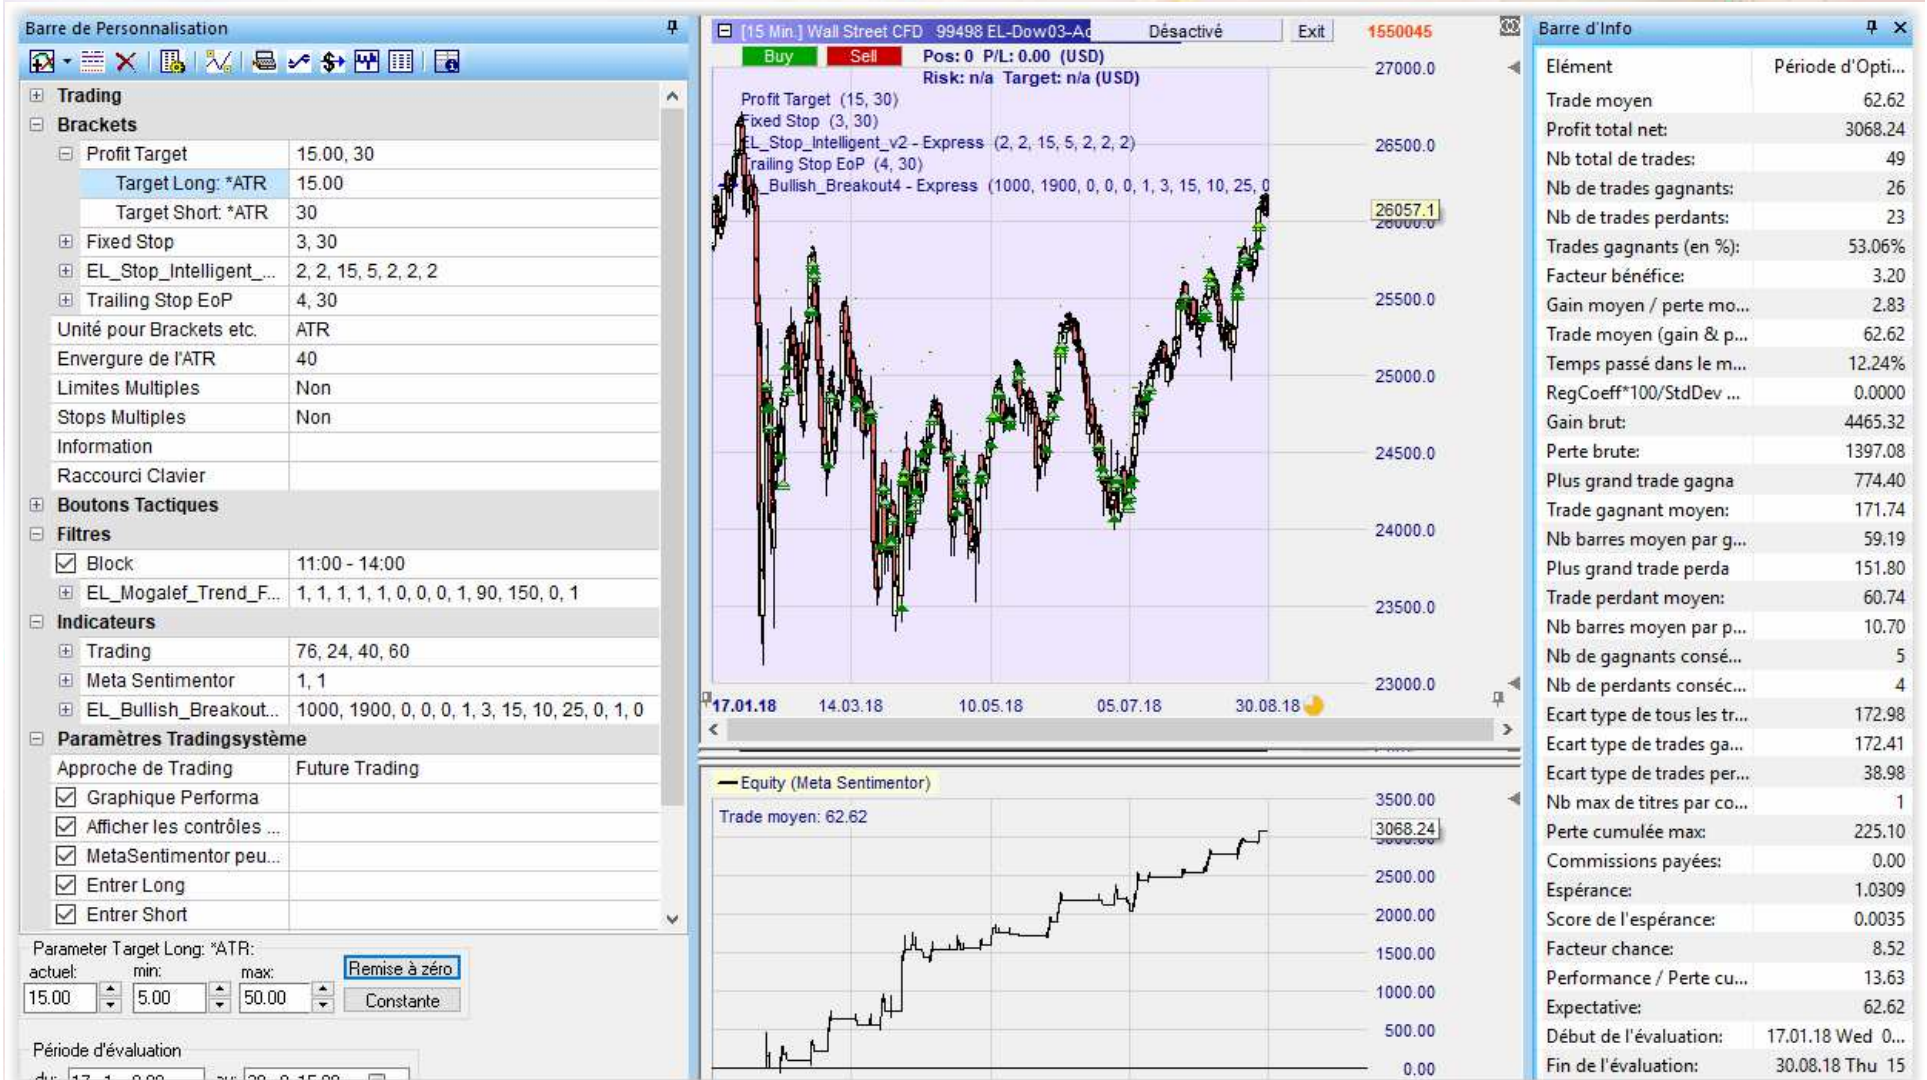 Barre de Personnalisation
Trading
Brackets
Profit Target 15.00, 30
Target Long: *ATR 15.00
Target Short: *ATR 30
Fixed Stop 3, 30
EL_Stop_Intelligent_... 2, 2, 15, 5, 2, 2, 2
Trailing Stop EoP 4, 30
Unité pour Brackets etc. ATR
Envergure de l'ATR 40
Limites Multiples Non
Stops Multiples Non
Information
Raccourci Clavier
Boutons Tactiques
Filtres
Block 11:00 - 14:00
EL_Mogalef_Trend_F... 1, 1, 1, 1, 1, 0, 0, 0, 1, 90, 150, 0, 1
Indicateurs
Trading 76, 24, 40, 60
Meta Sentimentor 1, 1
EL_Bullish_Breakout... 1000, 1900, 0, 0, 0, 1, 3, 15, 10, 25, 0, 1, 0
Paramètres Tradingsystème
Approche de Trading Future Trading
Graphique Performa
Afficher les contrôles ...
MetaSentimentor peu...
Entrer Long
Entrer Short
Parameter Target Long: *ATR:
actuel: min: max: Remise à zéro
15.00 5.00 50.00 Constante
Période d'évaluation
[15 Min.] Wall Street CFD 99498 EL-Dow03-Ac Désactivé Exit 1550045
Buy Sell Pos: 0 P/L: 0.00 (USD)
Risk: n/a Target: n/a (USD)
Profit Target (15, 30)
Fixed Stop (3, 30)
EL_Stop_Intelligent_v2 - Express (2, 2, 15, 5, 2, 2, 2)
Trailing Stop EoP (4, 30)
_Bullish_Breakout4 - Express (1000, 1900, 0, 0, 0, 1, 3, 15, 10, 25, 0
27000.0
26500.0
26057.1
26000.0
25500.0
25000.0
24500.0
24000.0
23500.0
23000.0
17.01.18 14.03.18 10.05.18 05.07.18 30.08.18
Equity (Meta Sentimentor)
Trade moyen: 62.62
3500.00
3068.24
2500.00
2000.00
1500.00
1000.00
500.00
0.00
Barre d'Info
Elément Période d'Opti...
Trade moyen 62.62
Profit total net: 3068.24
Nb total de trades: 49
Nb de trades gagnants: 26
Nb de trades perdants: 23
Trades gagnants (en %): 53.06%
Facteur bénéfice: 3.20
Gain moyen / perte mo... 2.83
Trade moyen (gain & p... 62.62
Temps passé dans le m... 12.24%
RegCoeff*100/StdDev ... 0.0000
Gain brut: 4465.32
Perte brute: 1397.08
Plus grand trade gagna 774.40
Trade gagnant moyen: 171.74
Nb barres moyen par g... 59.19
Plus grand trade perda 151.80
Trade perdant moyen: 60.74
Nb barres moyen par p... 10.70
Nb de gagnants consé... 5
Nb de perdants conséc... 4
Ecart type de tous les tr... 172.98
Ecart type de trades ga... 172.41
Ecart type de trades per... 38.98
Nb max de titres par co... 1
Perte cumulée max: 225.10
Commissions payées: 0.00
Espérance: 1.0309
Score de l'espérance: 0.0035
Facteur chance: 8.52
Performance / Perte cu... 13.63
Expectative: 62.62
Début de l'évaluation: 17.01.18 Wed 0...
Fin de l'évaluation: 30.08.18 Thu 15